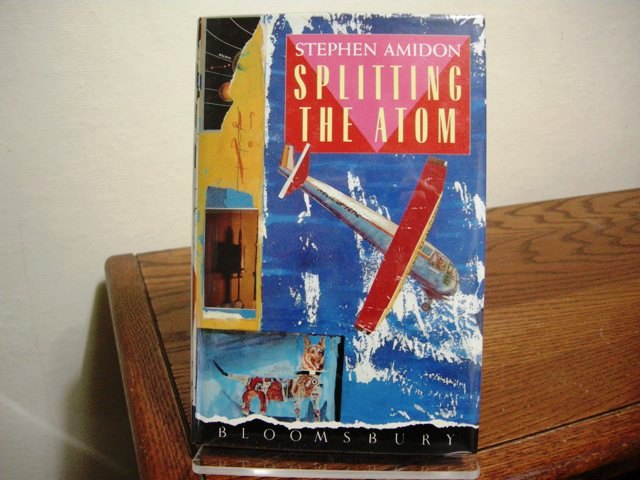 STEPHEN AMIDON
SPLITTING
THE ATOM
BLOOMSBURY